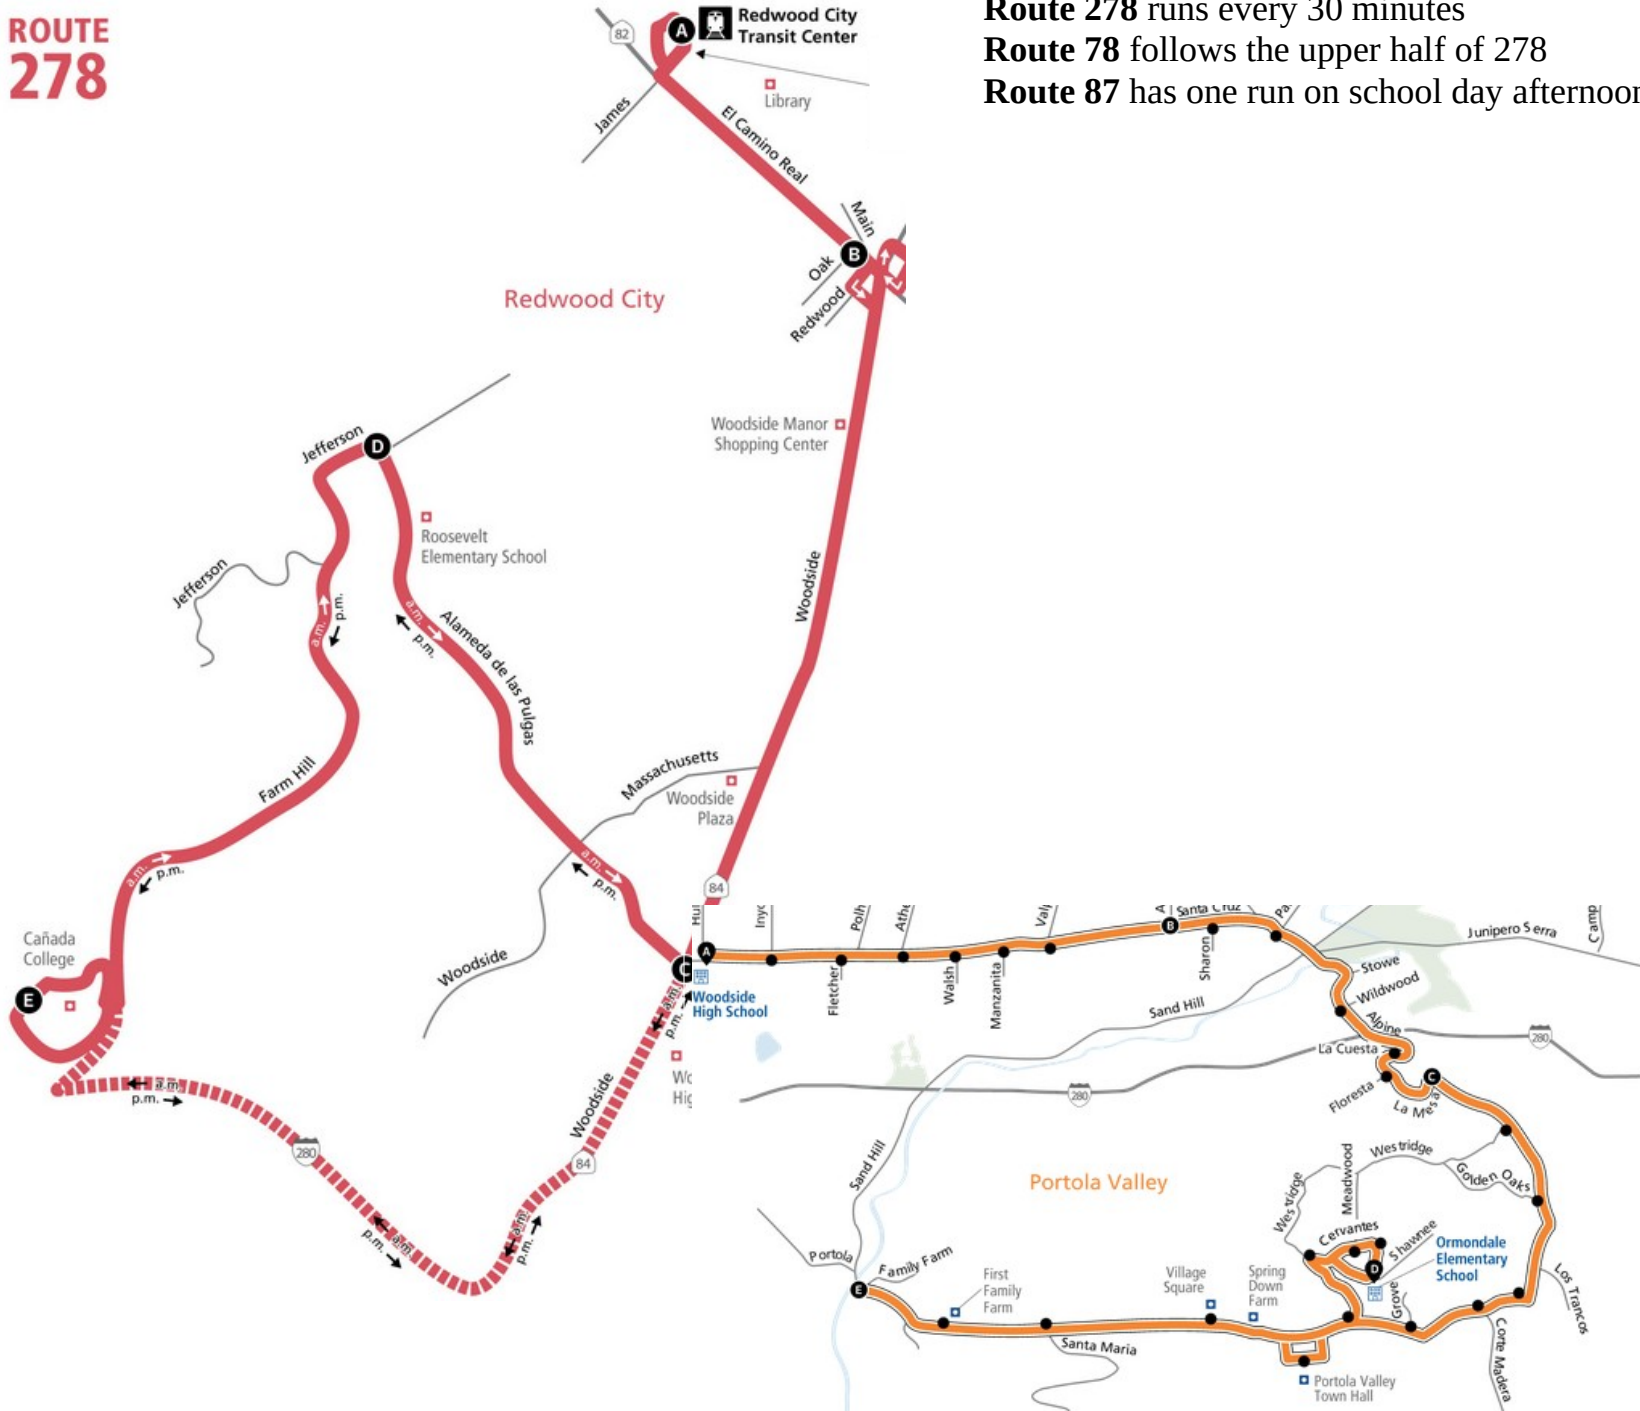 ROUTE
278
Redwood City
Transit Center
82
A
Library
James
El Camino Real
Main
B
Oak
Redwood
Redwood City
Woodside Manor
Shopping Center
Jefferson
D
Roosevelt
Elementary School
Jefferson
Woodside
a.m.
p.m.
a.m.
p.m.
Alameda de las Pulgas
Massachusetts
Woodside
Plaza
Farm Hill
a.m.
p.m.
a.m.
p.m.
84
Cañada
College
Woodside
C
E
a.m.
p.m.
a.m.
p.m.
Woodside
280
84
a.m.
p.m.
a.m.
p.m.
Route 278 runs every 30 minutes
Route 78 follows the upper half of 278
Route 87 has one run on school day
A
B
Santa Cruz
Woodside
High School
Fletcher
Walsh
Manzanita
Sharon
Junipero Serra
Stowe
Wildwood
Sand Hill
Alpine
La Cuesta
280
280
C
Floresta
La Mesa
Sand Hill
Portola Valley
Westridge
Meadwood
Westridge
Golden Oaks
Cervantes
Shawnee
Ormondale
Elementary
School
D
Portola
Family Farm
E
First
Family
Farm
Village
Square
Spring
Down
Farm
Grove
Los Trancos
Santa Maria
Corte Madera
Portola Valley
Town Hall